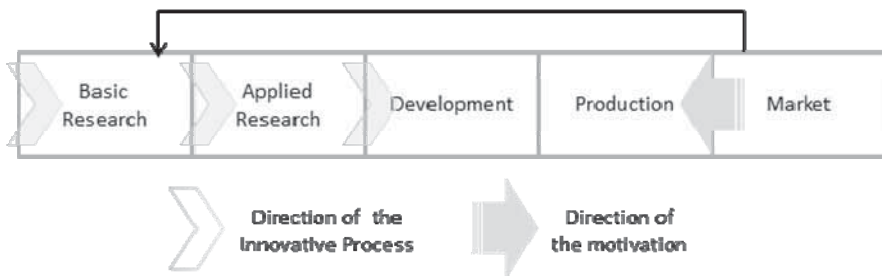 Basic
Research
Applied
Research
Development
Production
Market
Direction of the
Innovative Process
Direction of
the motivation